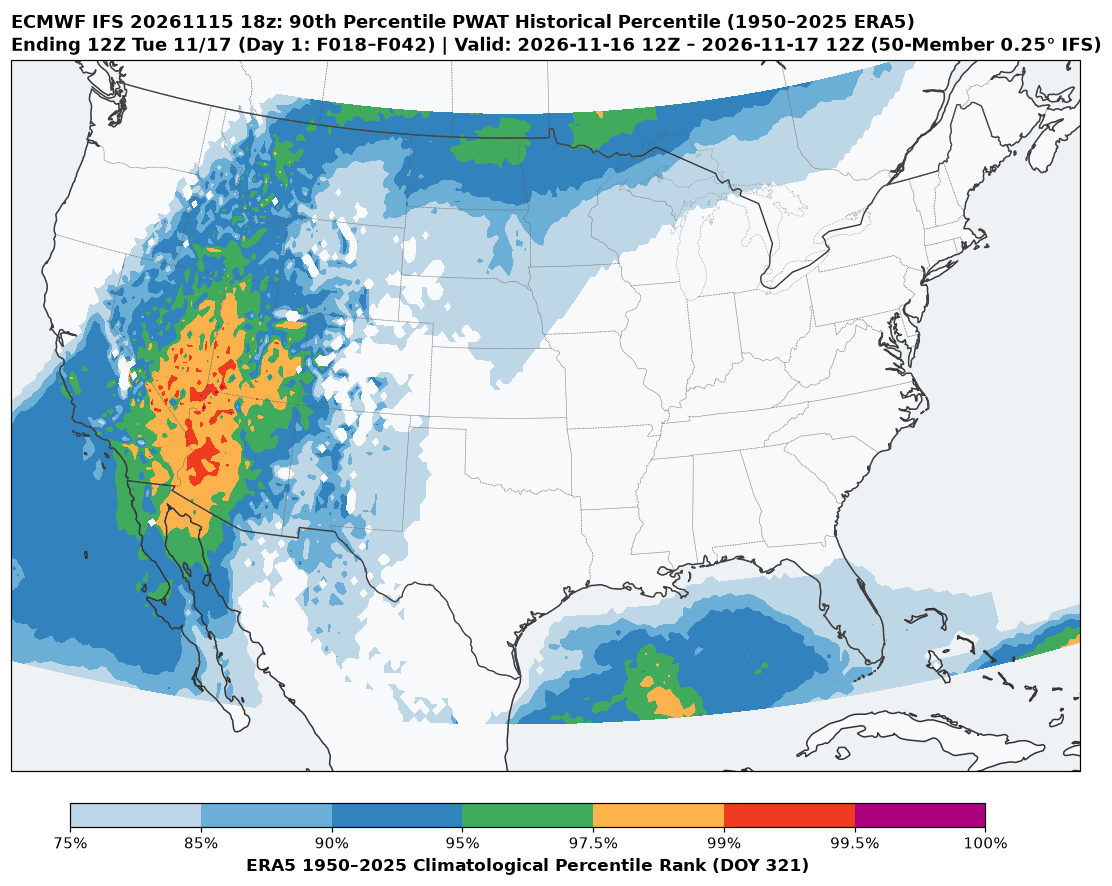 ECMWF IFS 20261115 18z: 90th Percentile PWAT Historical Percentile (1950–2025 ERA5)
Ending 12Z Tue 11/17 (Day 1: F018–F042) | Valid: 2026-11-16 12Z – 2026-11-17 12Z (50-Member 0.25° IFS)
75% 85% 90% 95% 97.5% 99% 99.5% 100%
ERA5 1950–2025 Climatological Percentile Rank (DOY 321)